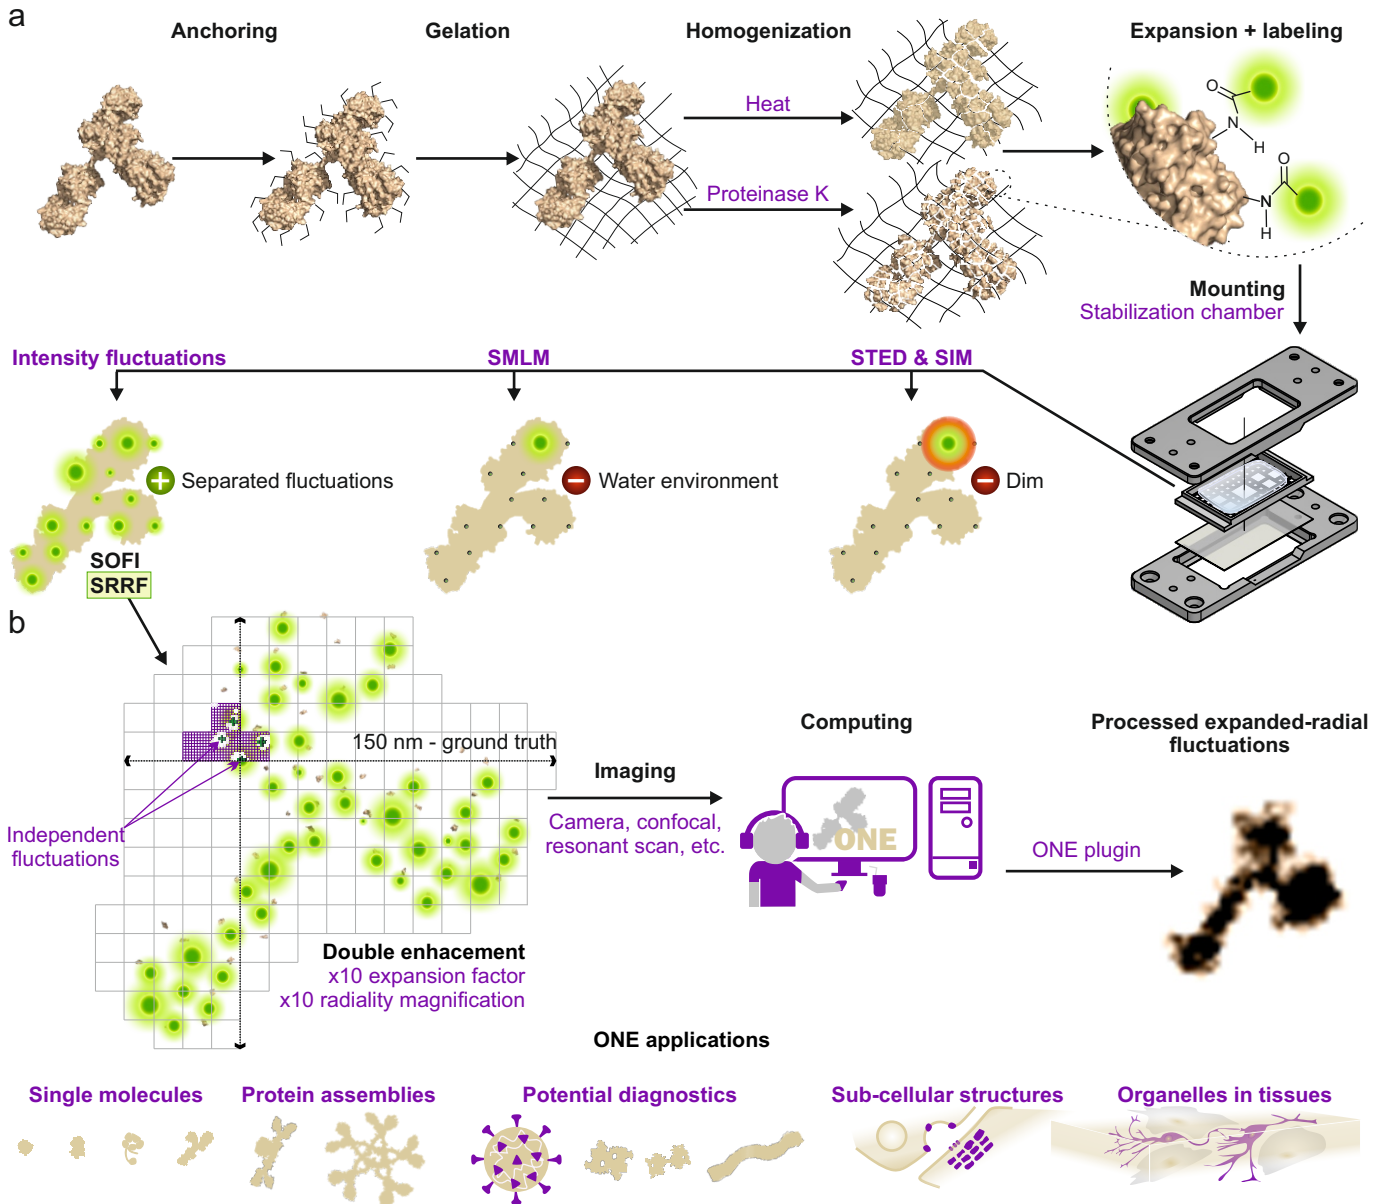 a
Anchoring
Gelation
Homogenization
Expansion + labeling
Heat
Proteinase K
O
N
H
O
N
H
Mounting
Stabilization chamber
Intensity fluctuations
SMLM
STED & SIM
Separated fluctuations
Water environment
Dim
SOFI
SRRF
b
150 nm - ground truth
Independent
fluctuations
Double enhacement
x10 expansion factor
x10 radiality magnification
Imaging
Camera, confocal,
resonant scan, etc.
Computing
ONE
ONE plugin
Processed expanded-radial
fluctuations
ONE applications
Single molecules
Protein assemblies
Potential diagnostics
Sub-cellular structures
Organelles in tissues